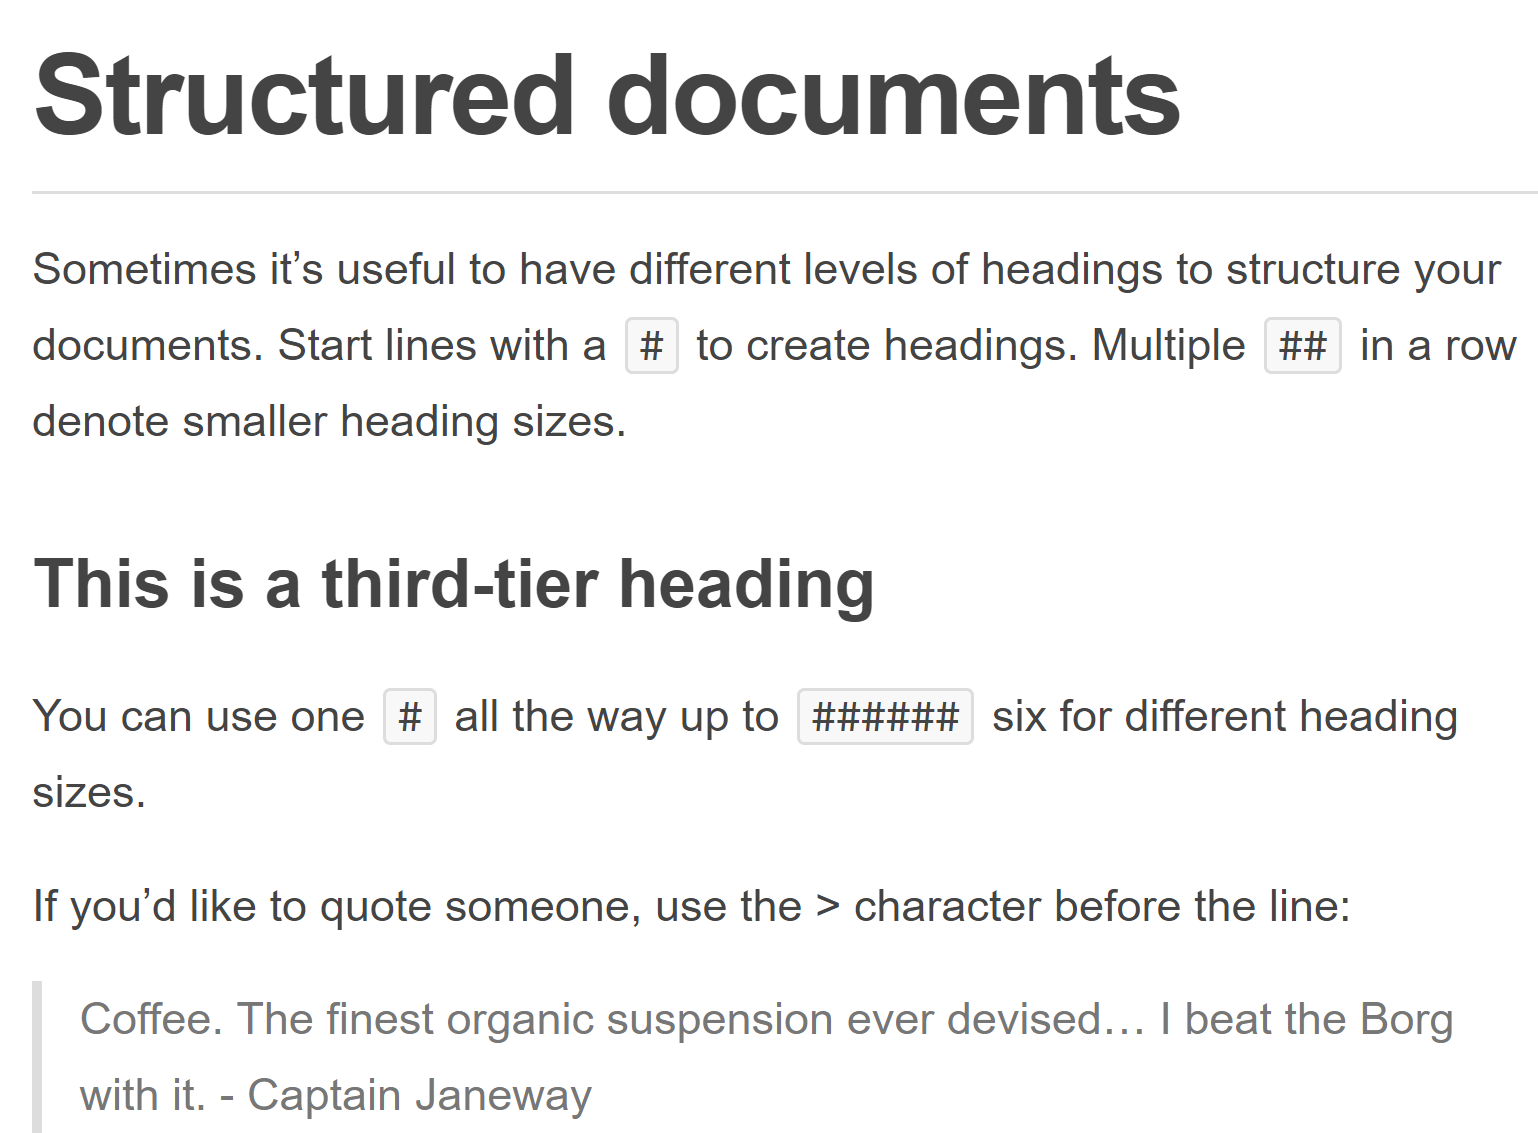 Structured documents
Sometimes it’s useful to have different levels of headings to structure your
documents. Start lines with a # to create headings. Multiple ## in a row
denote smaller heading sizes.
This is a third-tier heading
You can use one # all the way up to ###### six for different heading
sizes.
If you’d like to quote someone, use the > character before the line:
Coffee. The finest organic suspension ever devised… I beat the Borg
with it. - Captain Janeway